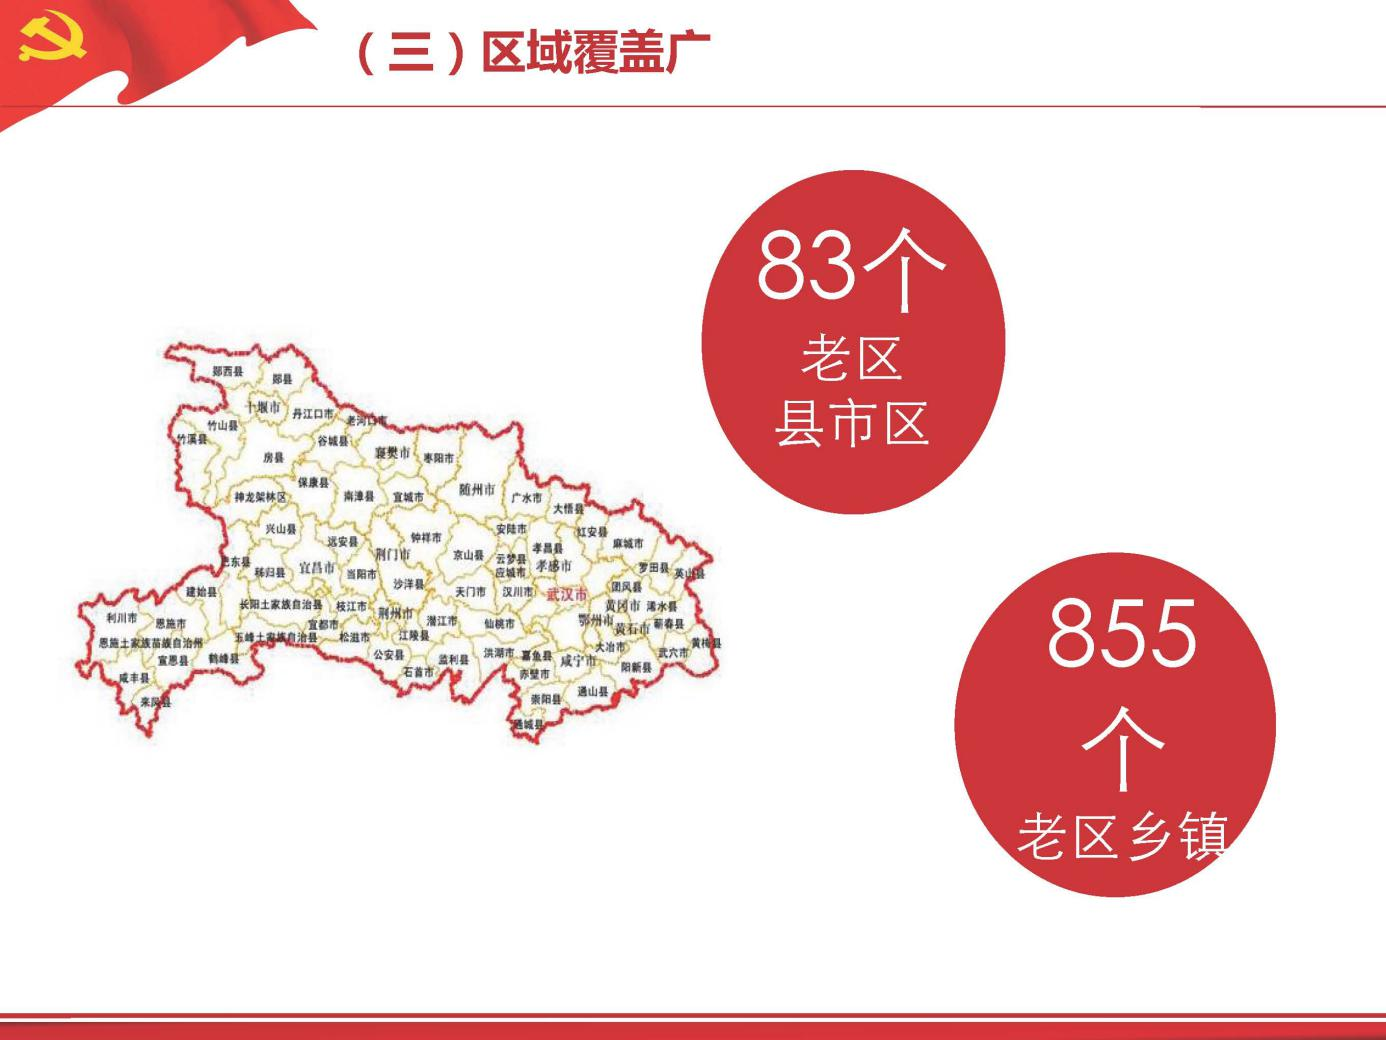 （三）区域覆盖广
83个
老区
县市区
855
个
老区乡镇
郧西县
郧县
十堰市
丹江口市
老河口市
竹山县
竹溪县
谷城县
襄樊市
枣阳市
房县
保康县
南漳县
宜城市
随州市
广水市
大悟县
神龙架林区
兴山县
远安县
荆门市
钟祥市
京山县
安陆市
云梦县
应城市
孝昌县
孝感市
红安县
麻城市
罗田县
英山县
巴东县
秭归县
宜昌市
当阳市
沙洋县
天门市
汉川市
武汉市
团风县
黄冈市
浠水县
建始县
长阳土家族自治县
枝江市
荆州市
潜江市
仙桃市
鄂州市
黄石市
蕲春县
利川市
恩施市
宜都市
五峰土家族自治县
松滋市
江陵县
恩施土家族苗族自治州
宣恩县
鹤峰县
公安县
石首市
监利县
洪湖市
嘉鱼县
赤壁市
咸宁市
大冶市
阳新县
武穴市
黄梅县
咸丰县
来凤县
崇阳县
通山县
通城县